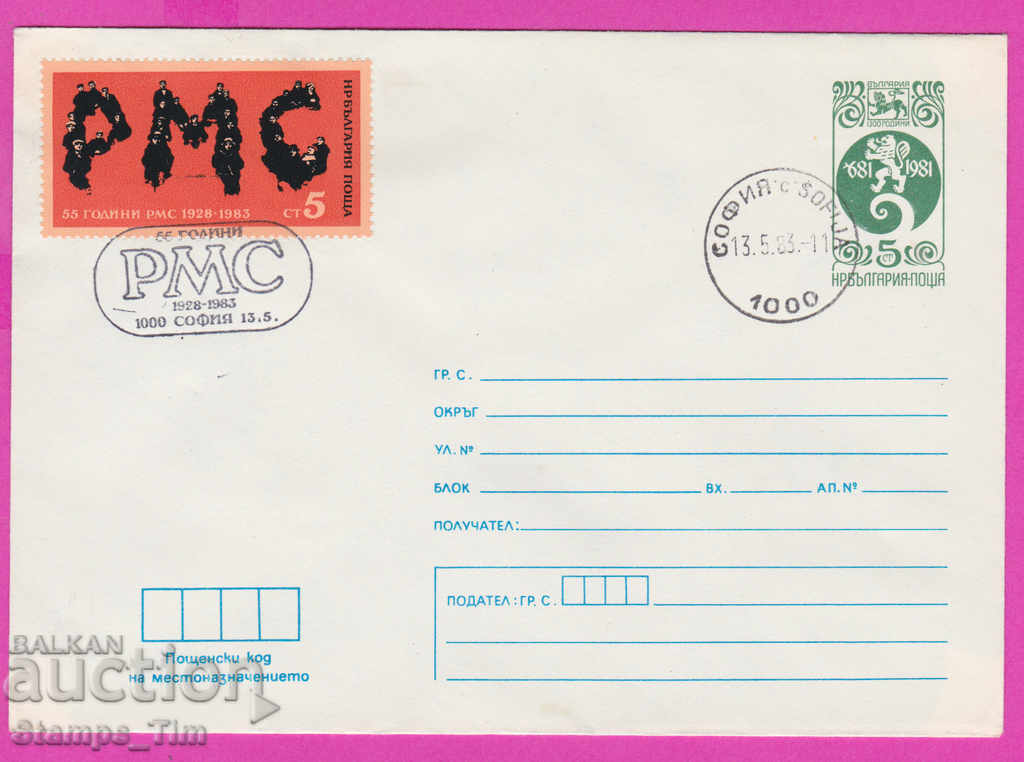 РМС
НРБЪЛГАРИЯ ПОЩА
55 ГОДИНИ РМС 1928-1983
СТ 5
55 ГОДИНИ
РМС
1928-1983
1000 СОФИЯ 13.5.
БЪЛГАРИЯ
1300 ГОДИНИ
681 1981
5 СТ
НРБЪЛГАРИЯ·ПОЩА
СОФИЯ с SOFIJA
13.5.83.-11
1000
ГР. С.
ОКРЪГ
УЛ. №
БЛОК ВХ. АП. №
ПОЛУЧАТЕЛ:
ПОДАТЕЛ: ГР. С.
Пощенски код
на местоназначението
BALKAN
auction
Stamps_Tim